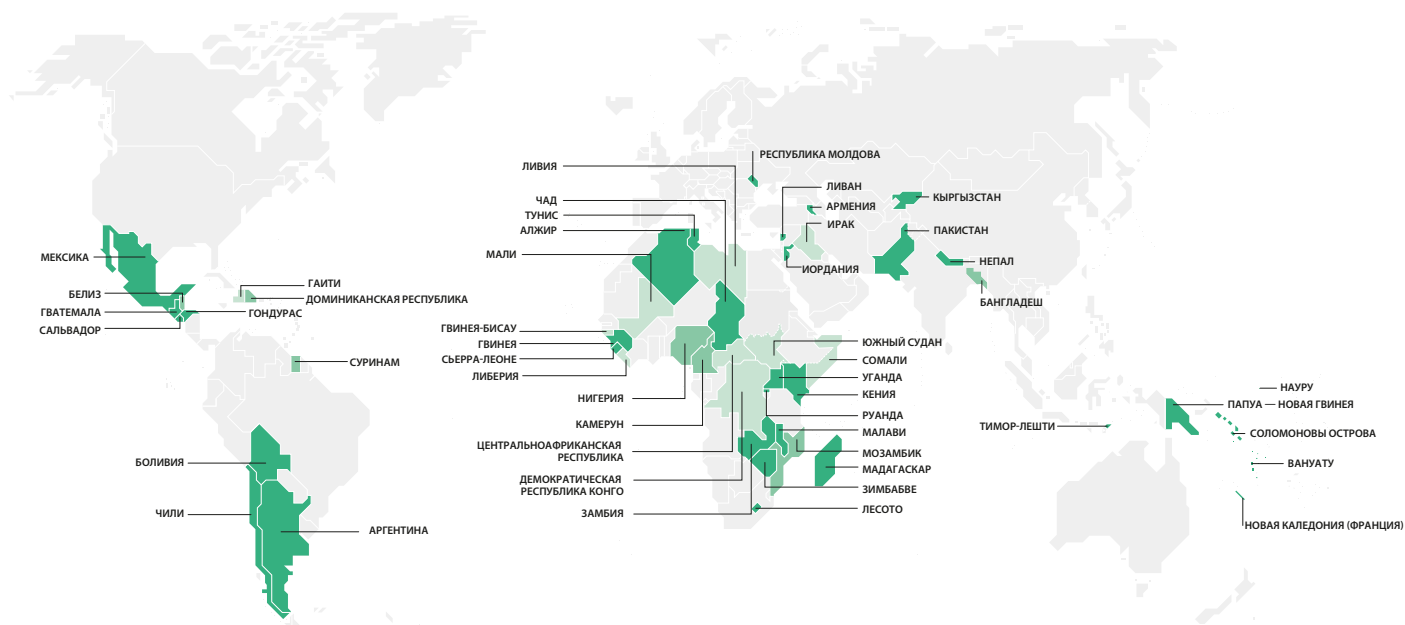 РЕСПУБЛИКА МОЛДОВА
ЛИВИЯ
ЛИВАН
КЫРГЫЗСТАН
ЧАД
АРМЕНИЯ
ТУНИС
ИРАК
АЛЖИР
ПАКИСТАН
МАЛИ
МЕКСИКА
НЕПАЛ
ИОРДАНИЯ
ГАИТИ
БЕЛИЗ
ДОМИНИКАНСКАЯ РЕСПУБЛИКА
БАНГЛАДЕШ
ГВАТЕМАЛА
ГОНДУРАС
САЛЬВАДОР
ГВИНЕЯ-БИСАУ
ГВИНЕЯ
ЮЖНЫЙ СУДАН
СЬЕРРА-ЛЕОНЕ
СОМАЛИ
СУРИНАМ
ЛИБЕРИЯ
УГАНДА
НАУРУ
КЕНИЯ
НИГЕРИЯ
ПАПУА — НОВАЯ ГВИНЕЯ
РУАНДА
КАМЕРУН
ТИМОР-ЛЕШТИ
МАЛАВИ
СОЛОМОНОВЫ ОСТРОВА
ЦЕНТРАЛЬНОАФРИКАНСКАЯ
РЕСПУБЛИКА
МОЗАМБИК
БОЛИВИЯ
ВАНУАТУ
МАДАГАСКАР
ДЕМОКРАТИЧЕСКАЯ
РЕСПУБЛИКА КОНГО
ЗИМБАБВЕ
ЧИЛИ
ЗАМБИЯ
ЛЕСОТО
НОВАЯ КАЛЕДОНИЯ (ФРАНЦИЯ)
АРГЕНТИНА